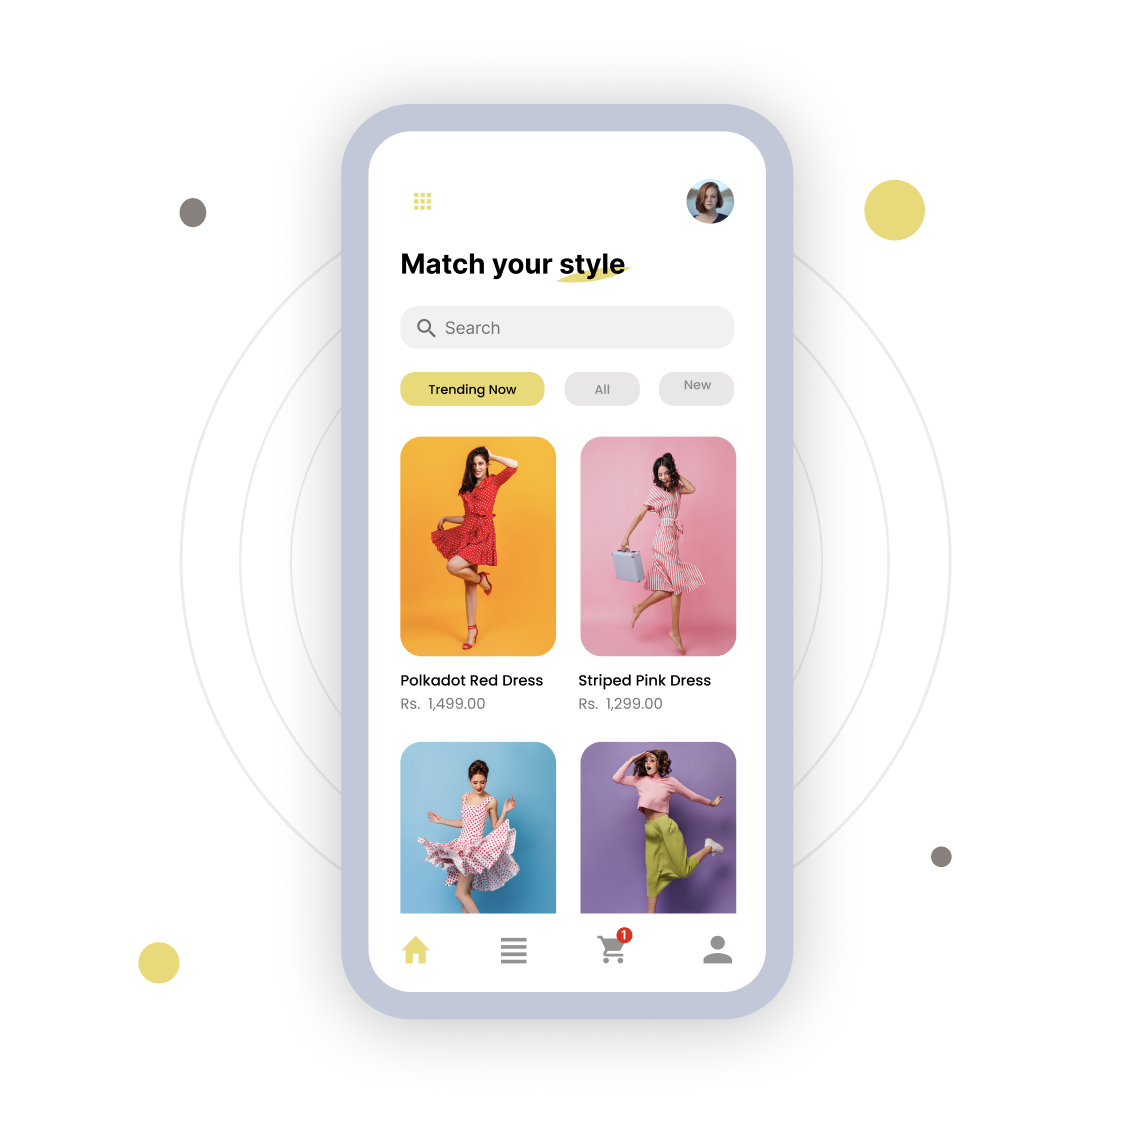 Match your style
Search
Trending Now
All
New
Polkadot Red Dress
Striped Pink Dress
Rs. 1,499.00
Rs. 1,299.00
1